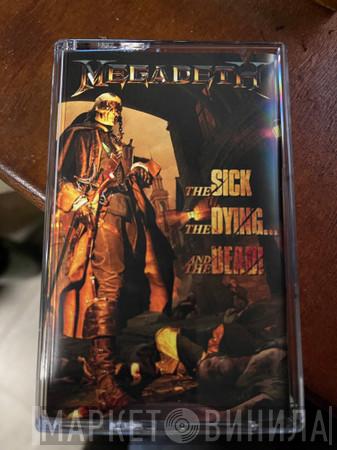 MEGADETH
THE SICK
THE DYING...
AND THE DEAD!
МАРКЕТ ВИНИЛА